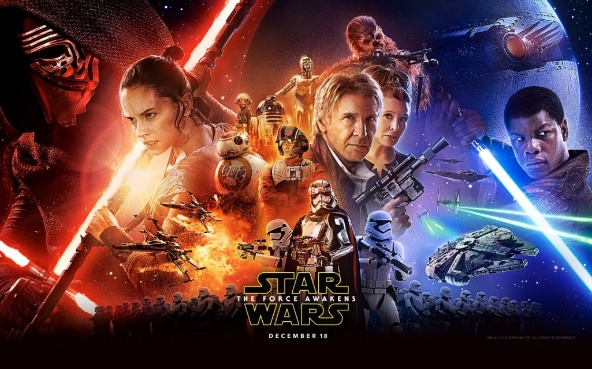 STAR
THE FORCE AWAKENS
WARS
DECEMBER 18